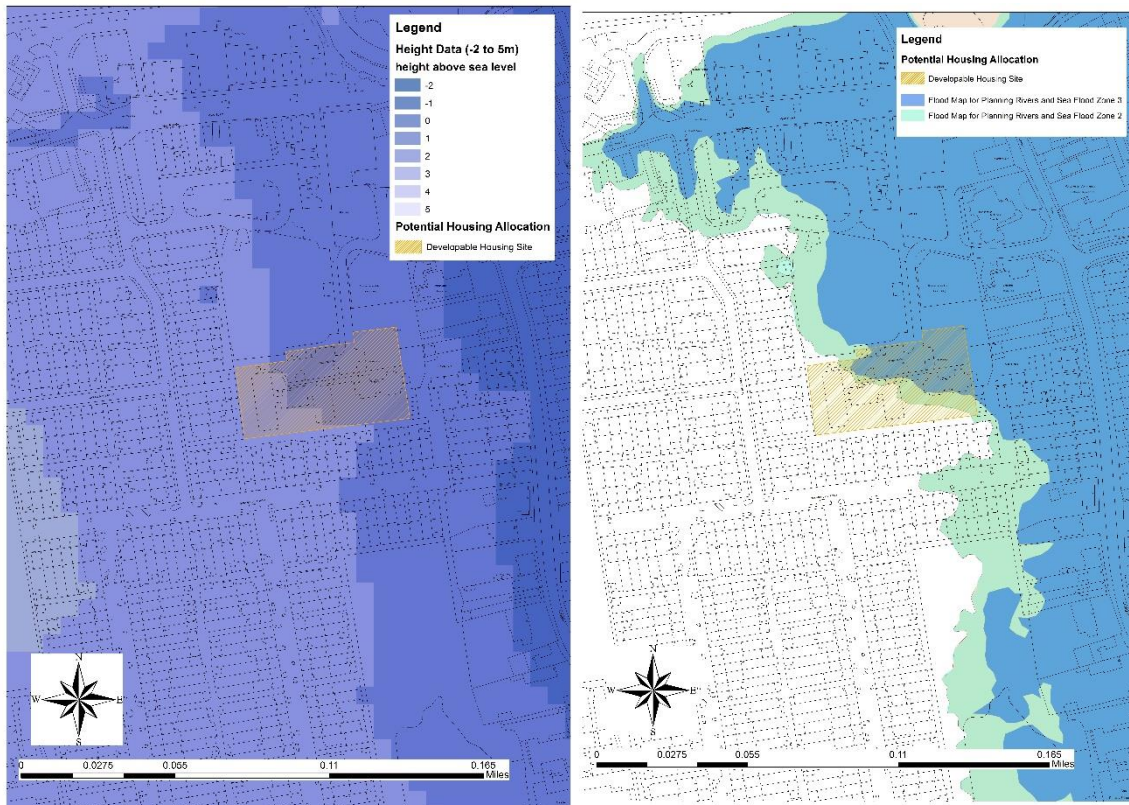 Legend
Height Data (-2 to 5m)
height above sea level
-2
-1
0
1
2
3
4
5
Potential Housing Allocation
Developable Housing Site
N
W
E
S
0
0.0275
0.055
0.11
0.165
Miles
Legend
Potential Housing Allocation
Developable Housing Site
Flood Map for Planning Rivers and Sea Flood Zone 3
Flood Map for Planning Rivers and Sea Flood Zone 2
N
W
E
S
0
0.0275
0.055
0.11
0.165
Miles